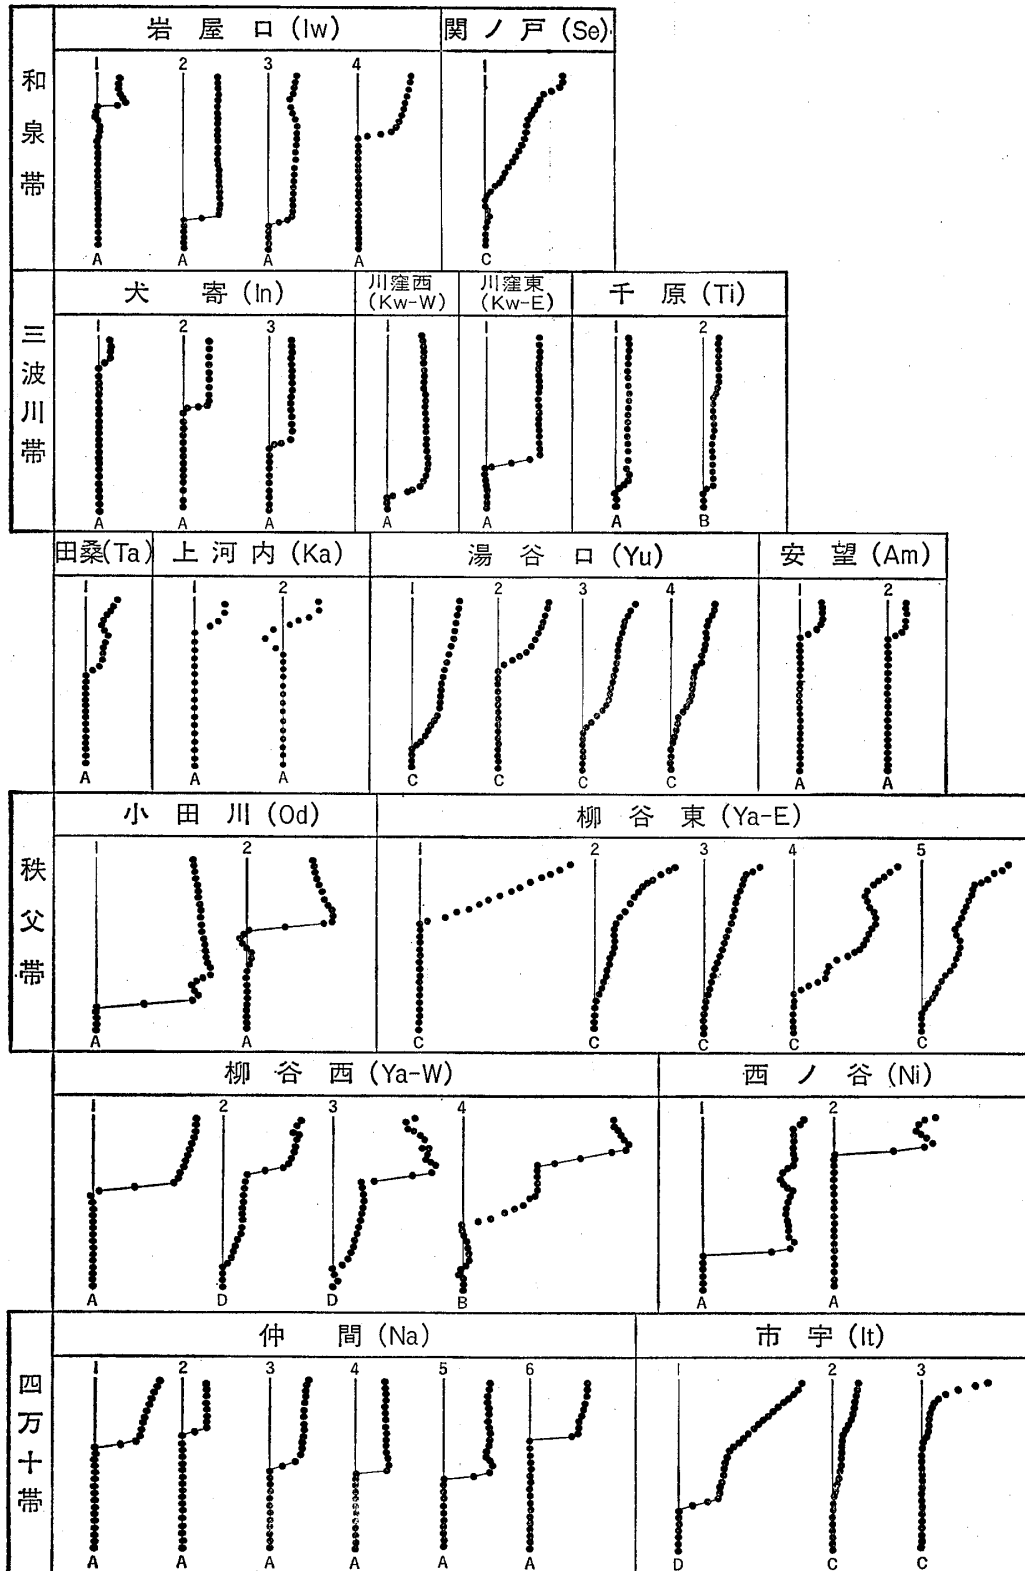 和泉帯
岩屋口(Iw) 関ノ戸(Se)
1 2 3 4 1
A A A A C
三波川帯
犬寄(In) 川窪西(Kw-W) 川窪東(Kw-E) 千原(Ti)
1 2 3 1 1 1 2
A A A A A A B
田桑(Ta) 上河内(Ka) 湯谷口(Yu) 安望(Am)
1 1 2 1 2 3 4 1 2
A A A C C C C A A
秩父帯
小田川(Od) 柳谷東(Ya-E)
1 2 1 2 3 4 5
A A C C C C C
柳谷西(Ya-W) 西ノ谷(Ni)
1 2 3 4 1 2
A D D B A A
四万十帯
仲間(Na) 市宇(It)
1 2 3 4 5 6 1 2 3
A A A A A A D C C